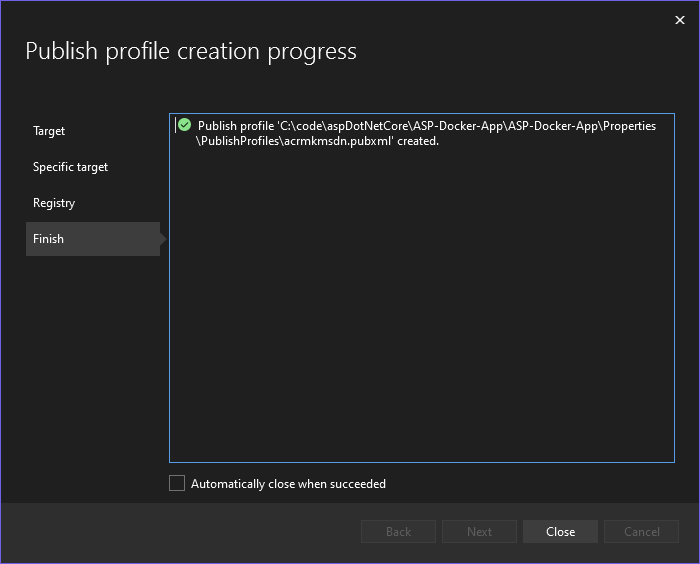 Publish profile creation progress
Target
Specific target
Registry
Finish
Publish profile 'C:\code\aspDotNetCore\ASP-Docker-App\ASP-Docker-App\Properties
\PublishProfiles\acrmkmsdn.pubxml' created.
Automatically close when succeeded
Back
Next
Close
Cancel